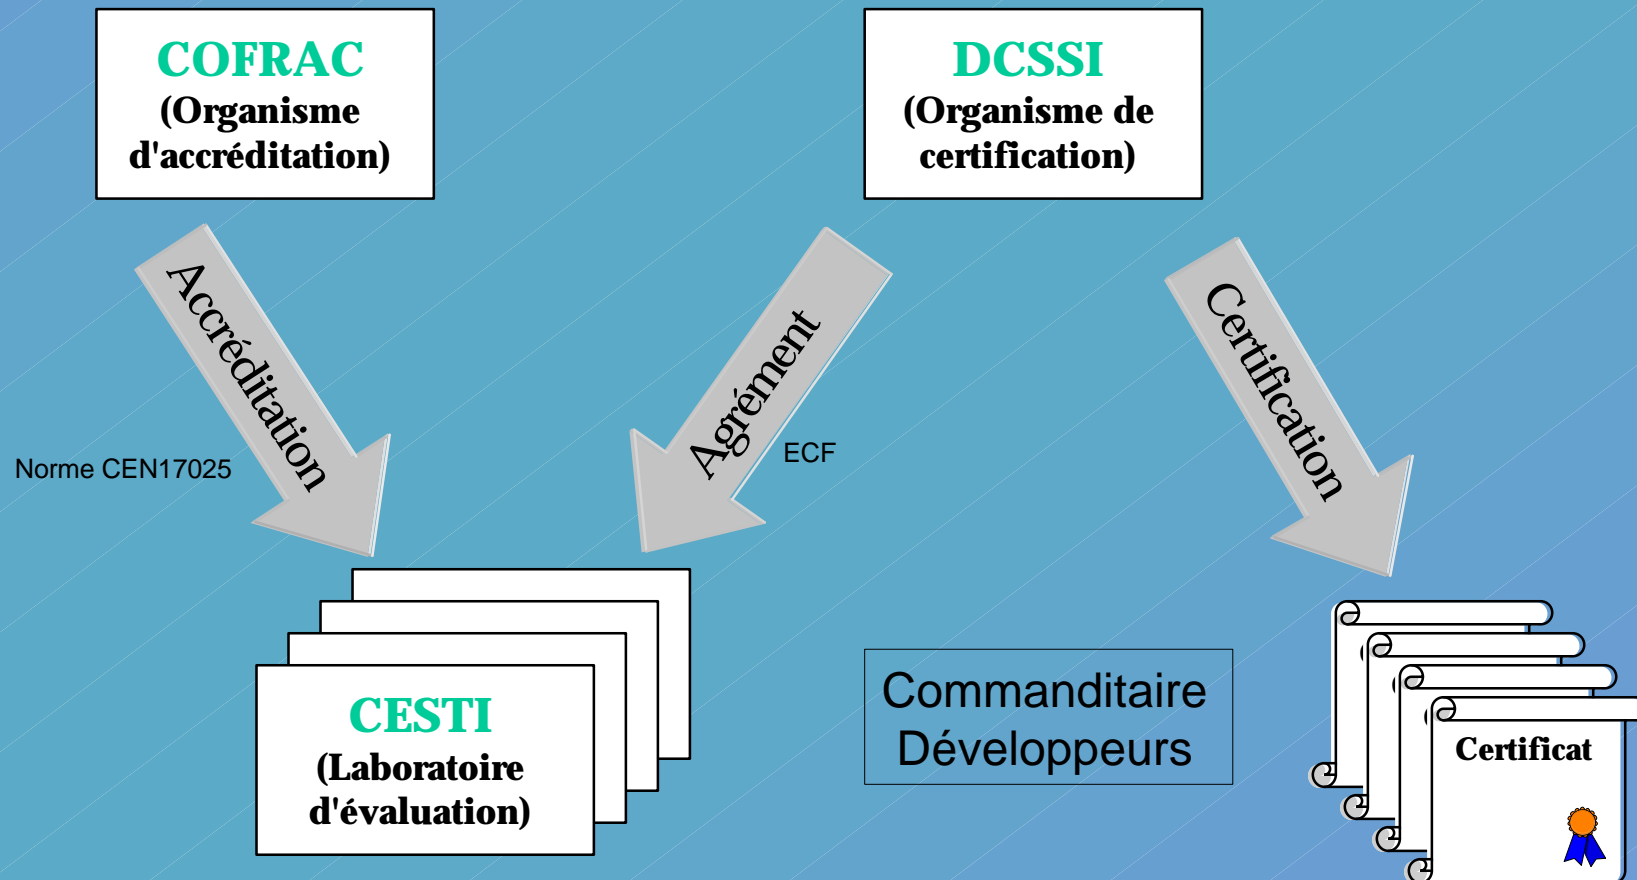 COFRAC
(Organisme
d'accréditation)
DCSSI
(Organisme de
certification)
Accréditation
Agrément
Certification
Norme CEN17025
ECF
CESTI
(Laboratoire
d'évaluation)
Commanditaire
Développeurs
Certificat